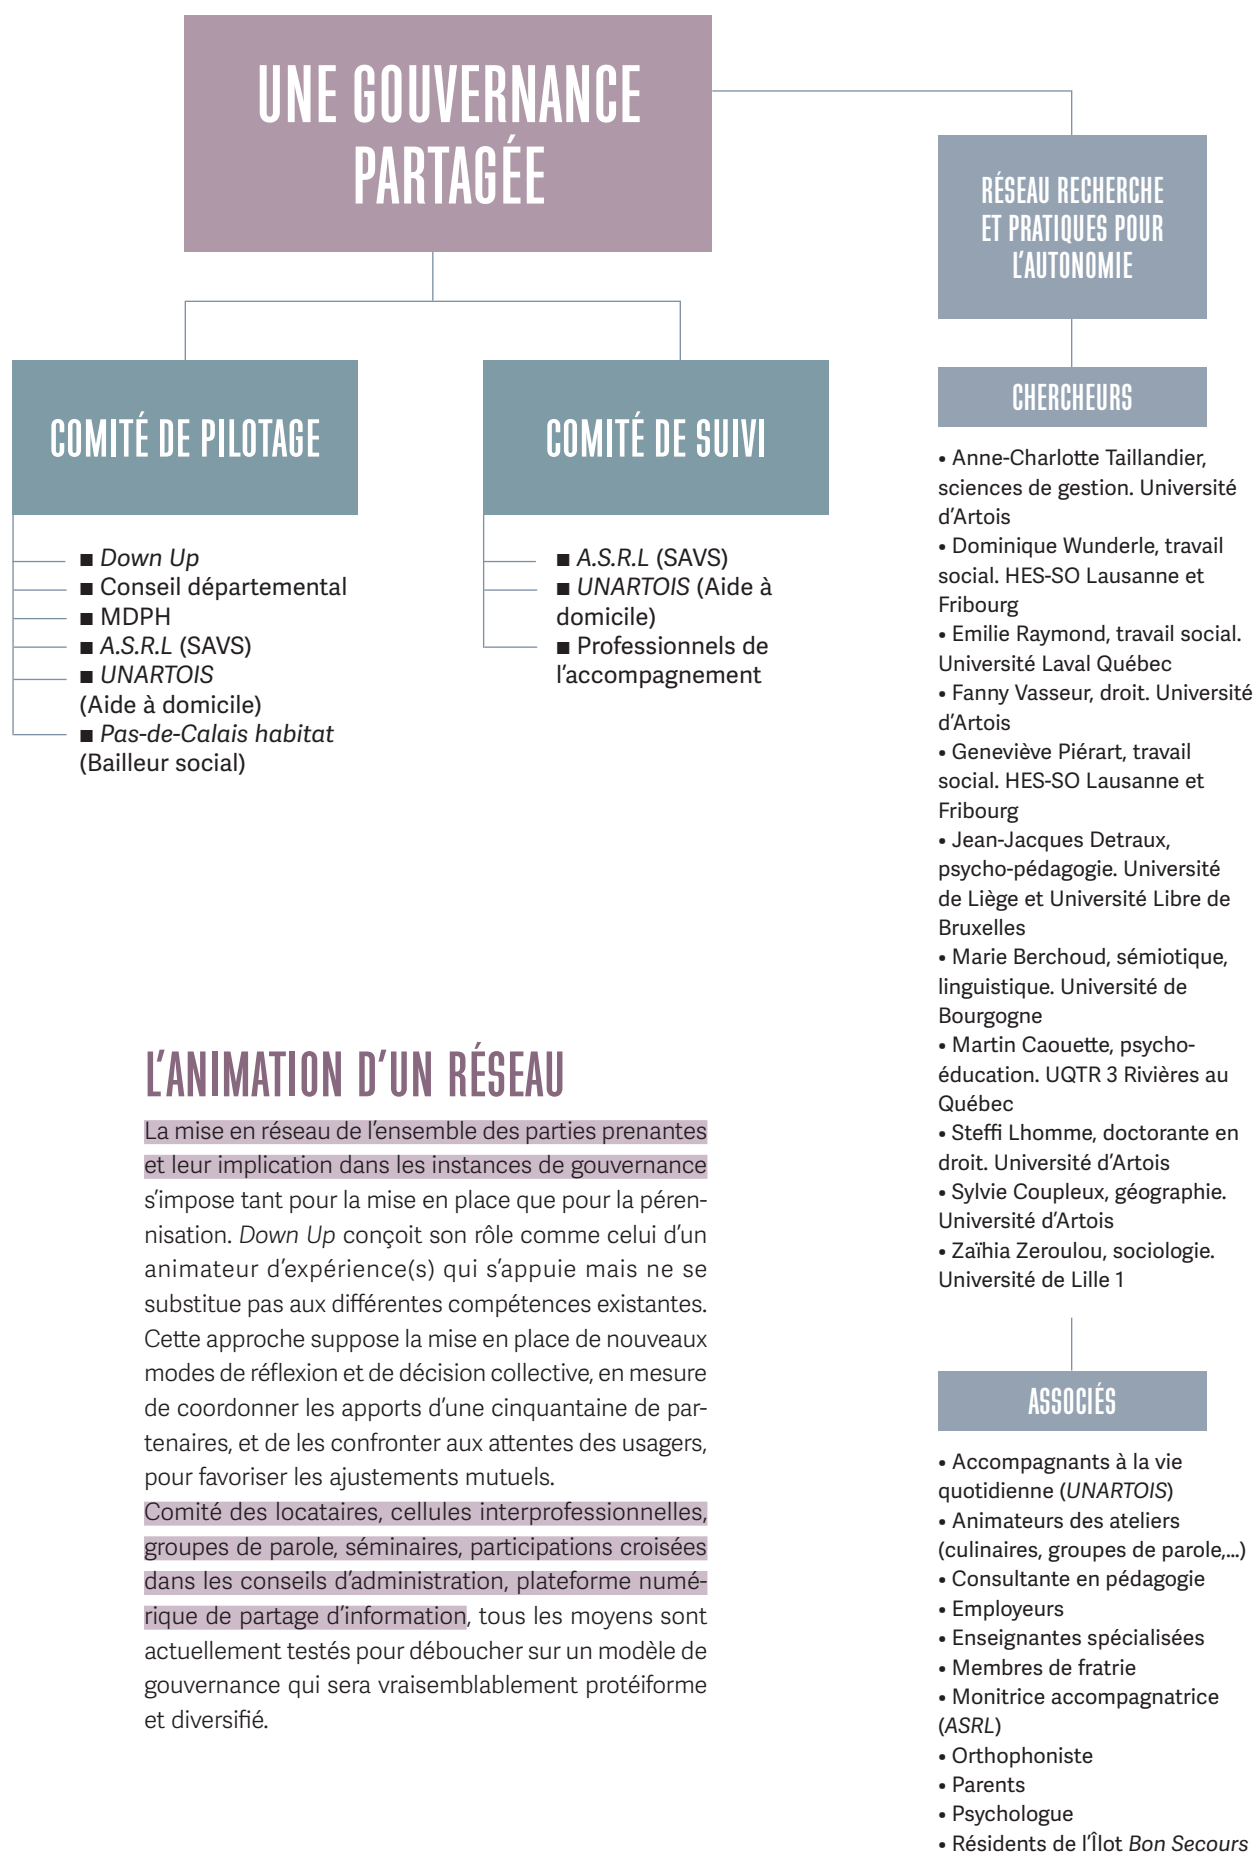 UNE GOUVERNANCE
PARTAGÉE
COMITÉ DE PILOTAGE
■ Down Up
■ Conseil départemental
■ MDPH
■ A.S.R.L (SAVS)
■ UNARTOIS
(Aide à domicile)
■ Pas-de-Calais habitat
(Bailleur social)
COMITÉ DE SUIVI
■ A.S.R.L (SAVS)
■ UNARTOIS (Aide à
domicile)
■ Professionnels de
l'accompagnement
RÉSEAU RECHERCHE
ET PRATIQUES POUR
L'AUTONOMIE
CHERCHEURS
• Anne-Charlotte Taillandier,
sciences de gestion. Université
d'Artois
• Dominique Wunderle, travail
social. HES-SO Lausanne et
Fribourg
• Emilie Raymond, travail social.
Université Laval Québec
• Fanny Vasseur, droit. Université
d'Artois
• Geneviève Piérart, travail
social. HES-SO Lausanne et
Fribourg
• Jean-Jacques Detraux,
psycho-pédagogie. Université
de Liège et Université Libre de
Bruxelles
• Marie Berchoud, sémiotique,
linguistique. Université de
Bourgogne
• Martin Caouette, psycho-
éducation. UQTR 3 Rivières au
Québec
• Steffi Lhomme, doctorante en
droit. Université d'Artois
• Sylvie Coupleux, géographie.
Université d'Artois
• Zaïhia Zeroulou, sociologie.
Université de Lille 1
ASSOCIÉS
• Accompagnants à la vie
quotidienne (UNARTOIS)
• Animateurs des ateliers
(culinaires, groupes de parole,...)
• Consultante en pédagogie
• Employeurs
• Enseignantes spécialisées
• Membres de fratrie
• Monitrice accompagnatrice
(ASRL)
• Orthophoniste
• Parents
• Psychologue
• Résidents de l'Îlot Bon Secours
L'ANIMATION D'UN RÉSEAU
La mise en réseau de l'ensemble des parties prenantes
et leur implication dans les instances de gouvernance
s'impose tant pour la mise en place que pour la péren-
nisation. Down Up conçoit son rôle comme celui d'un
animateur d'expérience(s) qui s'appuie mais ne se
substitue pas aux différentes compétences existantes.
Cette approche suppose la mise en place de nouveaux
modes de réflexion et de décision collective, en mesure
de coordonner les apports d'une cinquantaine de par-
tenaires, et de les confronter aux attentes des usagers,
pour favoriser les ajustements mutuels.
Comité des locataires, cellules interprofessionnelles,
groupes de parole, séminaires, participations croisées
dans les conseils d'administration, plateforme numé-
rique de partage d'information, tous les moyens sont
actuellement testés pour déboucher sur un modèle de
gouvernance qui sera vraisemblablement protéiforme
et diversifié.